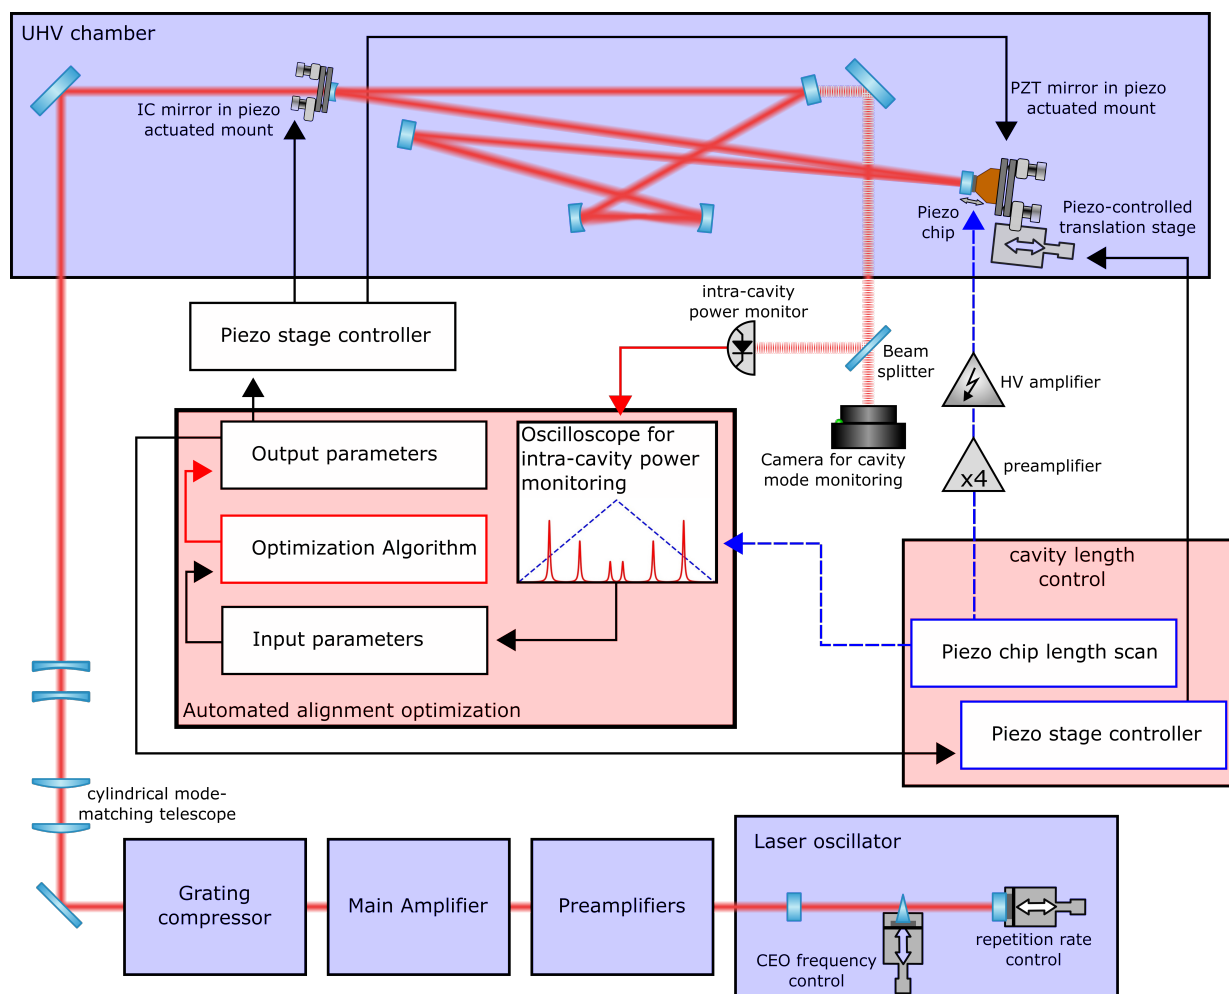 UHV chamber
IC mirror in piezo
actuated mount
PZT mirror in piezo
actuated mount
Piezo
chip
Piezo-controlled
translation stage
intra-cavity
power monitor
Piezo stage controller
Beam
splitter
HV amplifier
Output parameters
Oscilloscope for
intra-cavity power
monitoring
Camera for cavity
mode monitoring
preamplifier
x4
Optimization Algorithm
cavity length
control
Input parameters
Piezo chip length scan
Automated alignment optimization
Piezo stage controller
cylindrical mode-
matching telescope
Laser oscillator
Grating
compressor
Main Amplifier
Preamplifiers
CEO frequency
control
repetition rate
control